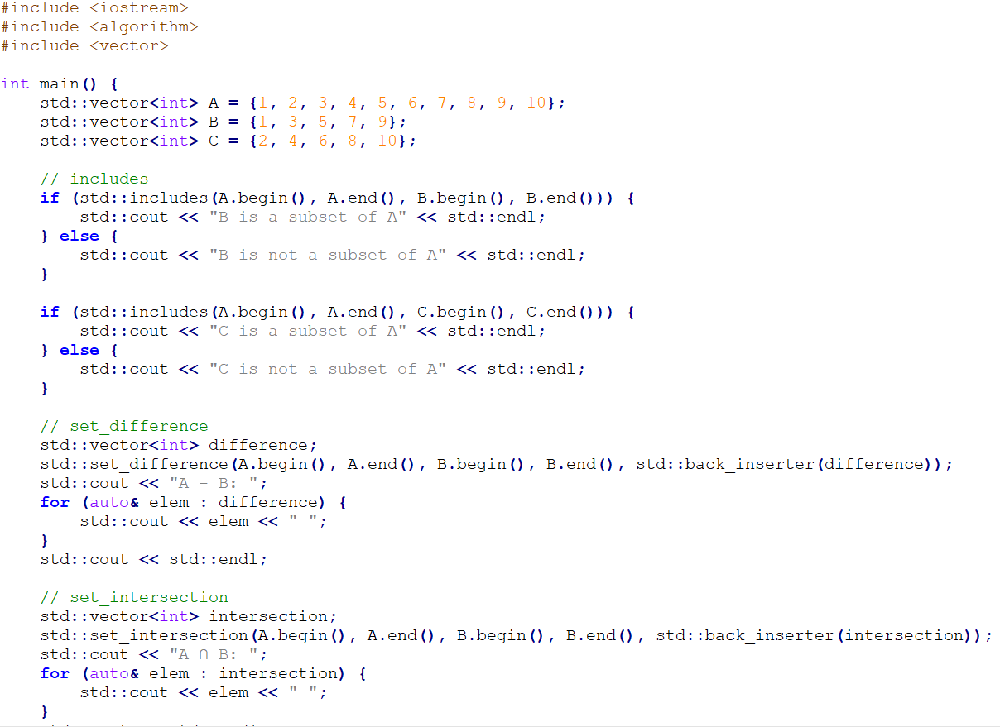 #include <iostream>
#include <algorithm>
#include <vector>

int main() {
    std::vector<int> A = {1, 2, 3, 4, 5, 6, 7, 8, 9, 10};
    std::vector<int> B = {1, 3, 5, 7, 9};
    std::vector<int> C = {2, 4, 6, 8, 10};

    // includes
    if (std::includes(A.begin(), A.end(), B.begin(), B.end())) {
        std::cout << "B is a subset of A" << std::endl;
    } else {
        std::cout << "B is not a subset of A" << std::endl;
    }

    if (std::includes(A.begin(), A.end(), C.begin(), C.end())) {
        std::cout << "C is a subset of A" << std::endl;
    } else {
        std::cout << "C is not a subset of A" << std::endl;
    }

    // set_difference
    std::vector<int> difference;
    std::set_difference(A.begin(), A.end(), B.begin(), B.end(), std::back_inserter(difference));
    std::cout << "A - B: ";
    for (auto& elem : difference) {
        std::cout << elem << " ";
    }
    std::cout << std::endl;

    // set_intersection
    std::vector<int> intersection;
    std::set_intersection(A.begin(), A.end(), B.begin(), B.end(), std::back_inserter(intersection));
    std::cout << "A ∩ B: ";
    for (auto& elem : intersection) {
        std::cout << elem << " ";
    }